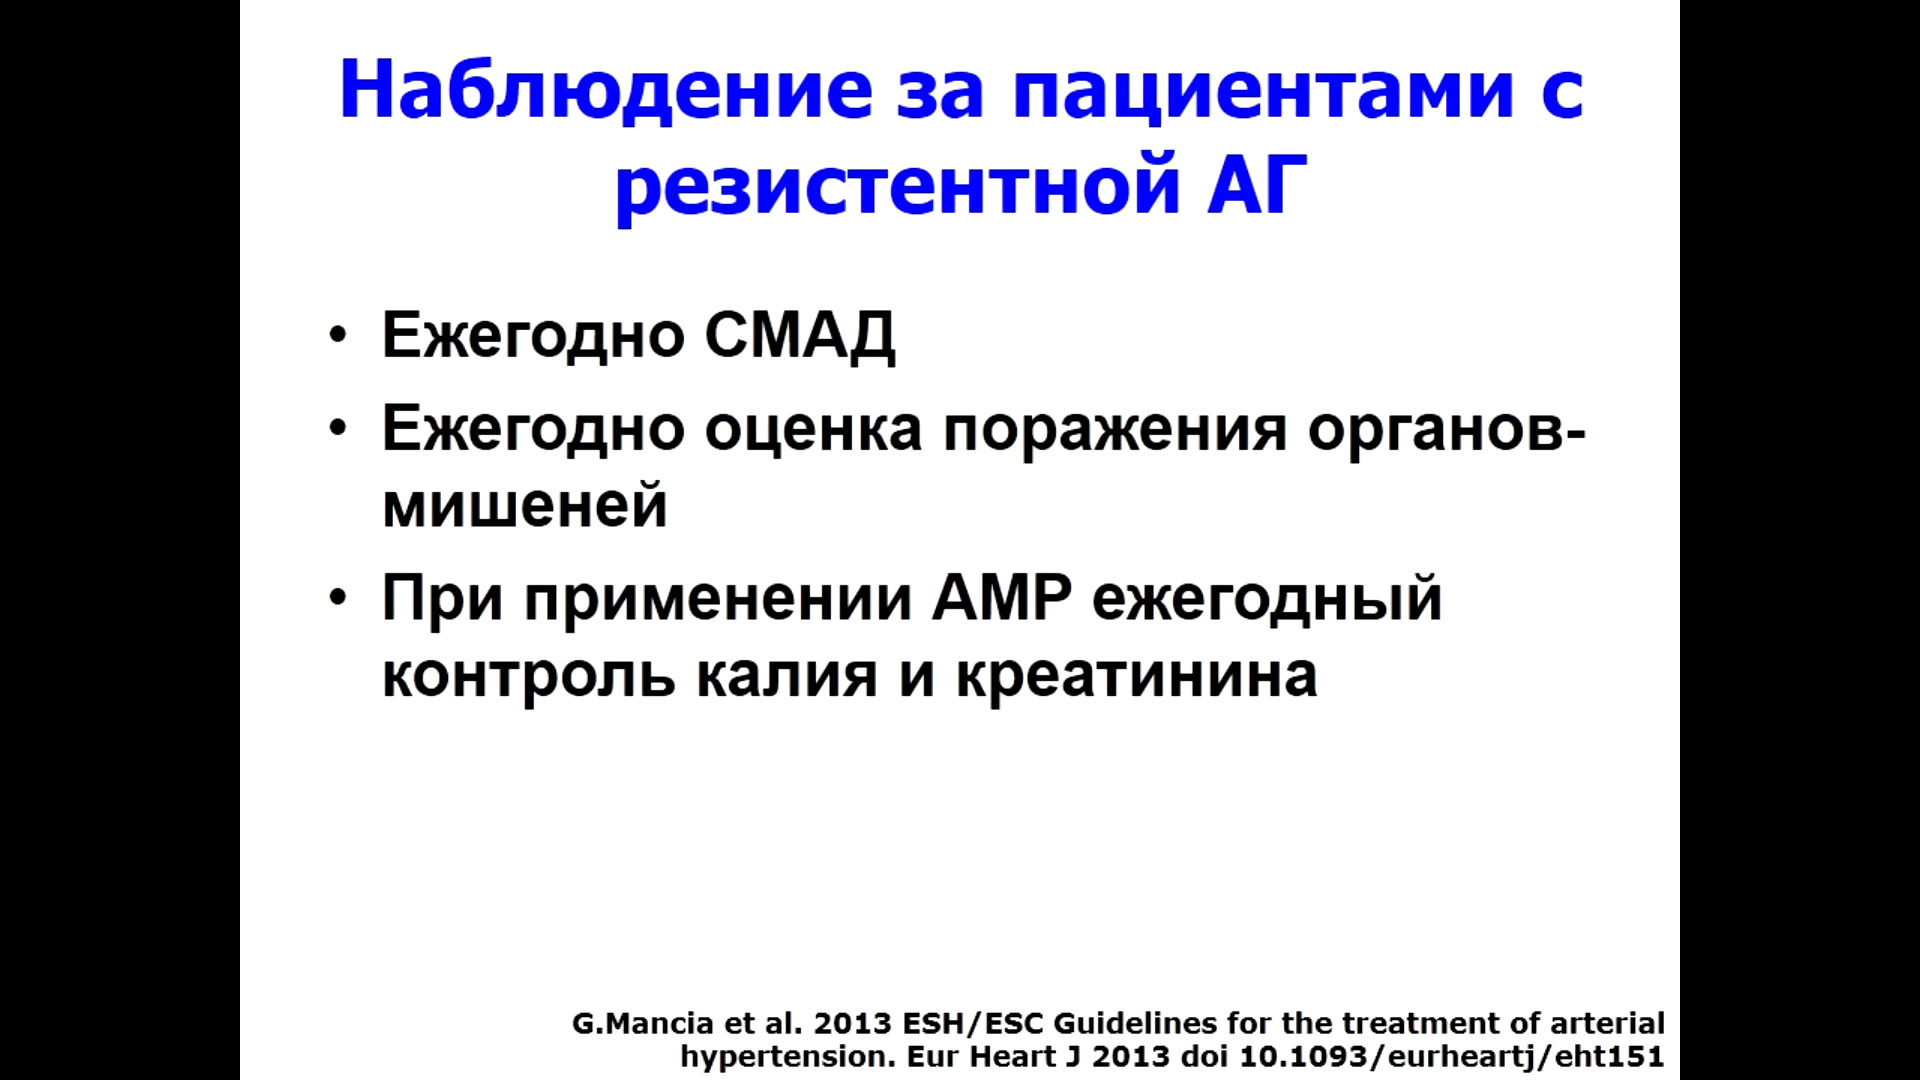 Наблюдение за пациентами с
резистентной АГ
• Ежегодно СМАД
• Ежегодно оценка поражения органов-
мишеней
• При применении АМР ежегодный
контроль калия и креатинина
G.Mancia et al. 2013 ESH/ESC Guidelines for the treatment of arterial
hypertension. Eur Heart J 2013 doi 10.1093/eurheartj/eht151